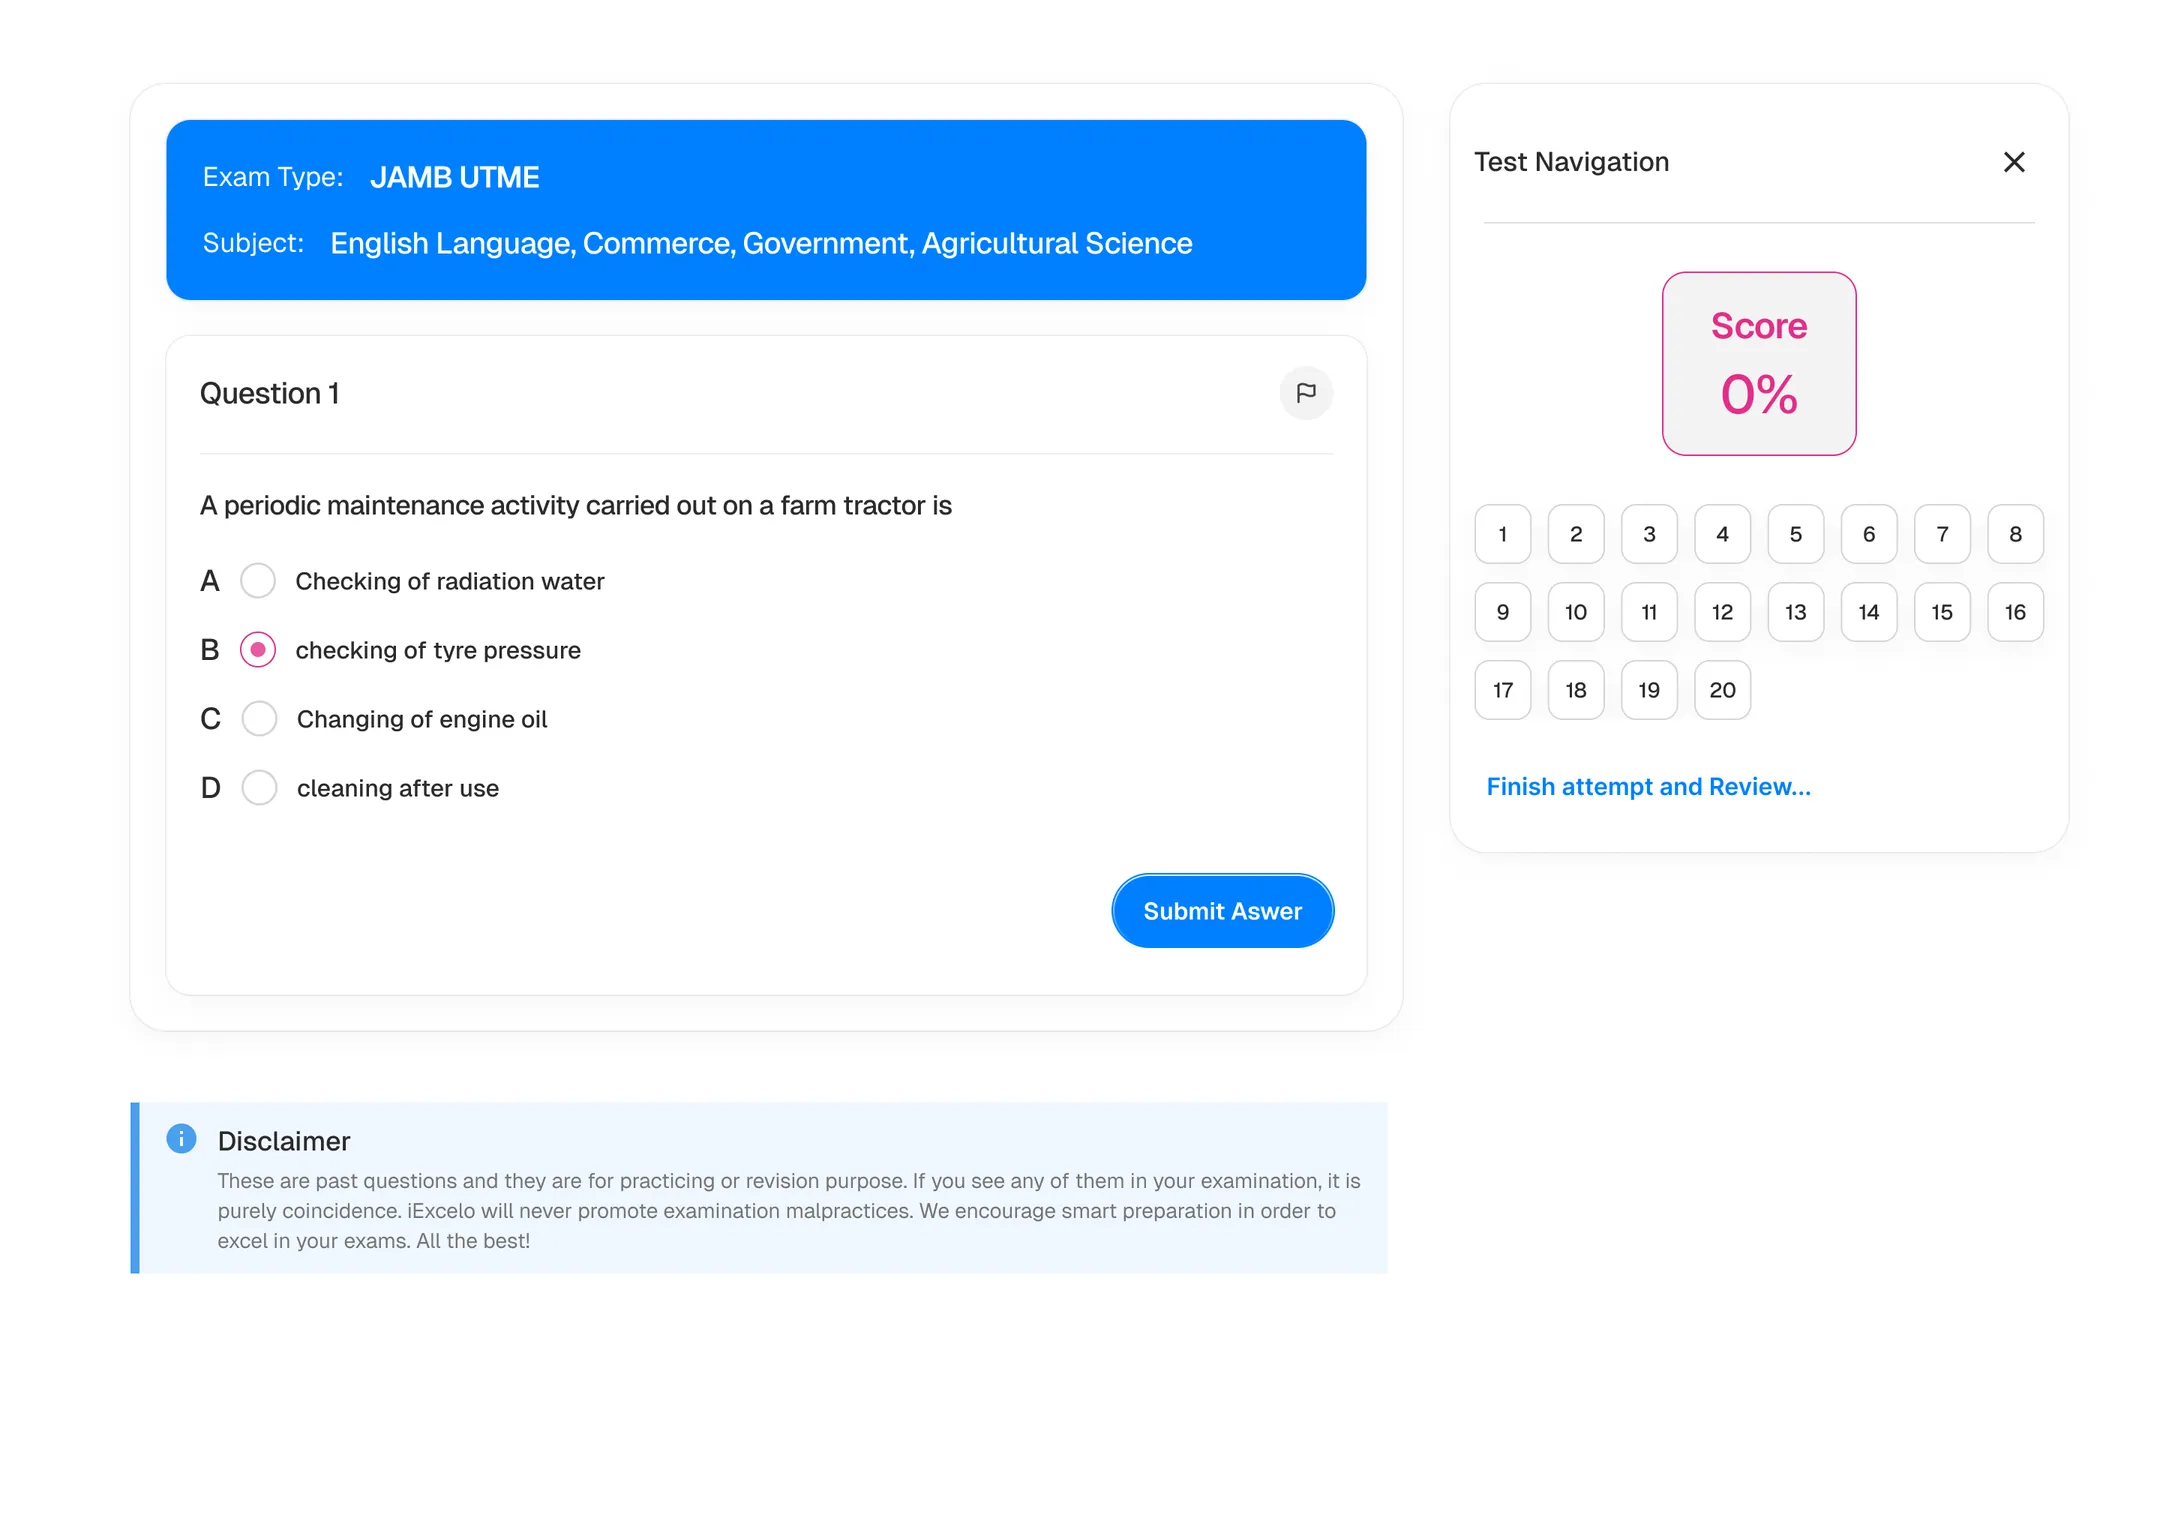 Exam Type: JAMB UTME
Subject: English Language, Commerce, Government, Agricultural Science
Question 1
A periodic maintenance activity carried out on a farm tractor is
A Checking of radiation water
B checking of tyre pressure
C Changing of engine oil
D cleaning after use
Submit Aswer
Test Navigation
Score
0%
1 2 3 4 5 6 7 8
9 10 11 12 13 14 15 16
17 18 19 20
Finish attempt and Review...
Disclaimer
These are past questions and they are for practicing or revision purpose. If you see any of them in your examination, it is
purely coincidence. iExcelo will never promote examination malpractices. We encourage smart preparation in order to
excel in your exams. All the best!